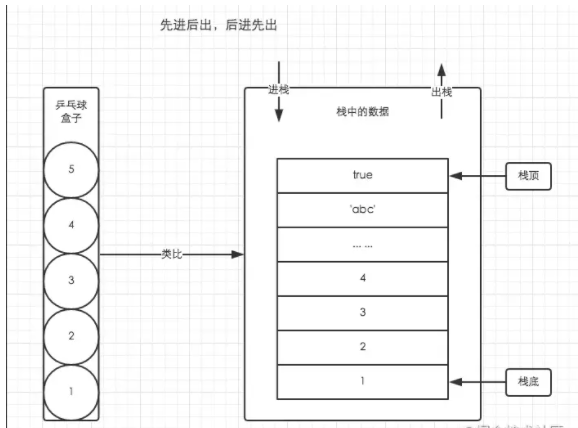 先进后出，后进先出
进栈
出栈
乒乓球
盒子
栈中的数据
5
4
3
2
1
类比
true
'abc'
... ...
4
3
2
1
栈顶
栈底